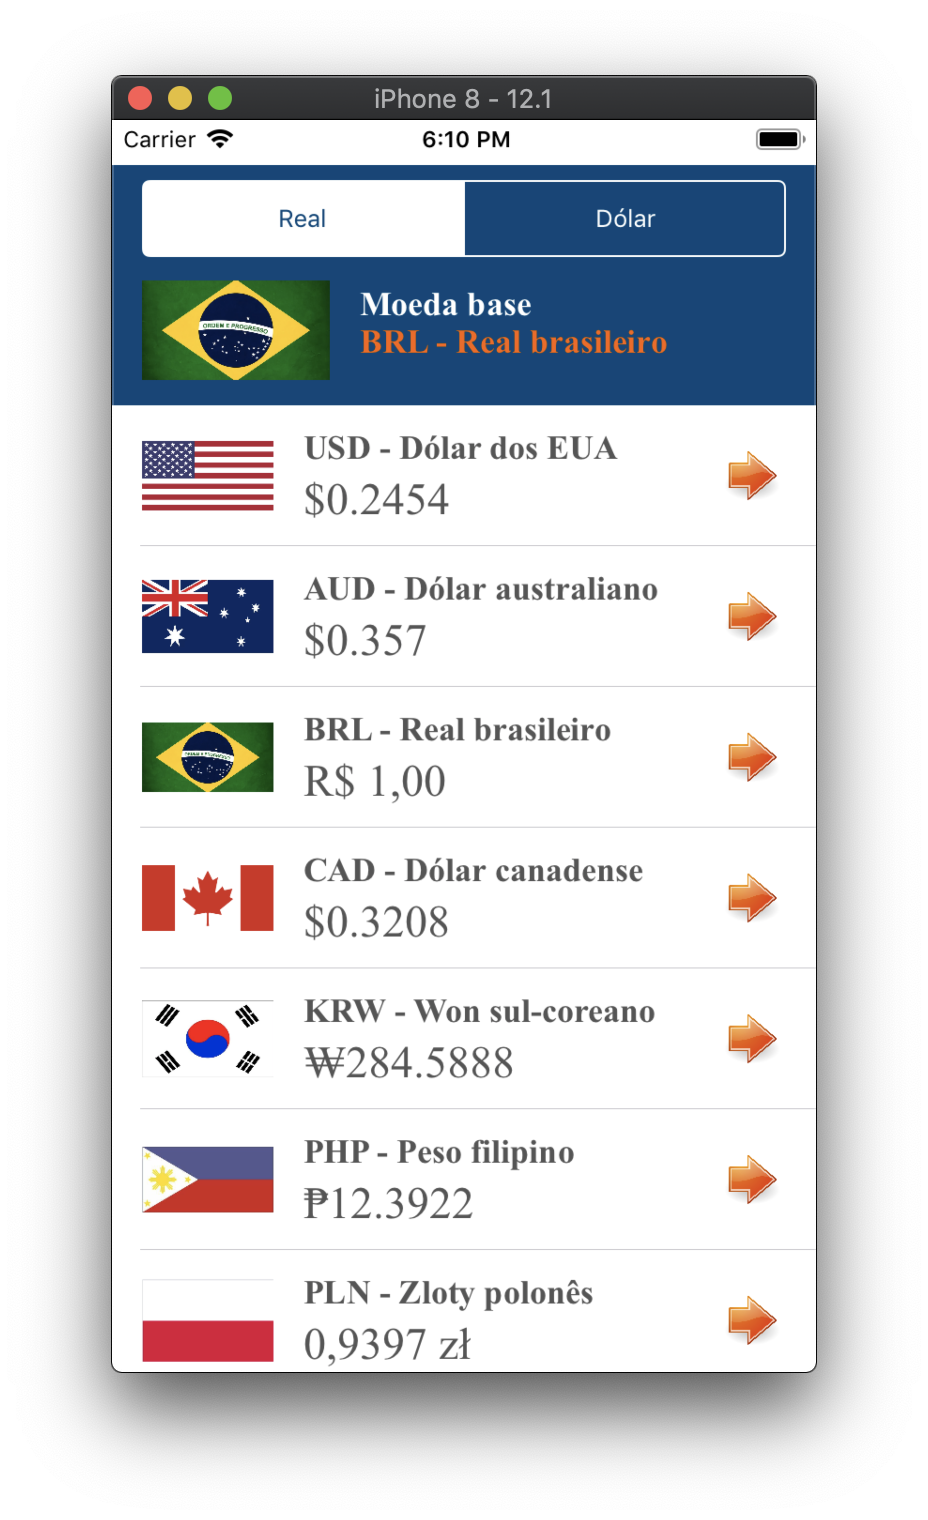 iPhone 8 - 12.1
Carrier 6:10 PM
Real Dólar
ORDEM E PROGRESSO
Moeda base
BRL - Real brasileiro
USD - Dólar dos EUA
$0.2454
AUD - Dólar australiano
$0.357
BRL - Real brasileiro
R$ 1,00
CAD - Dólar canadense
$0.3208
KRW - Won sul-coreano
₩284.5888
PHP - Peso filipino
₱12.3922
PLN - Zloty polonês
0,9397 zł